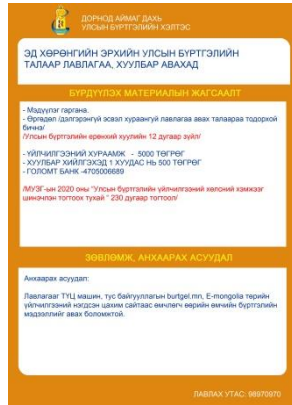 ДОРНОД АЙМАГ ДАХЬ
УЛСЫН БҮРТГЭЛИЙН ХЭЛТЭС
ЭД ХӨРӨНГИЙН ЭРХИЙН УЛСЫН БҮРТГЭЛИЙН
ТАЛААР ЛАВЛАГАА, ХУУЛБАР АВАХАД
БҮРДҮҮЛЭХ МАТЕРИАЛЫН ЖАГСААЛТ
- Мэдүүлэг гаргана.
- Өргөдөл /дэлгэрэнгүй эсвэл хураангуй лавлагаа авах талаараа тодорхой
бичнэ/
/Улсын бүртгэлийн ерөнхий хуулийн 12 дугаар зүйл/
- ҮЙЛЧИЛГЭЭНИЙ ХУРААМЖ - 5000 ТӨГРӨГ
- ХУУЛБАР ХИЙЛГЭХЭД 1 ХУУДАС Нь 500 ТӨГРӨГ
- ГОЛОМТ БАНК -4705006689
/МУЗГ-ын 2020 оны "Улсын бүртгэлийн үйлчилгээний хөлсний хэмжээг
шинэчлэн тогтоох тухай " 230 дугаар тогтоол/
ЗӨВЛӨМЖ, АНХААРАХ АСУУДАЛ
Анхаарах асуудал:
Лавлагааг ТҮЦ машин, тус байгууллагын burtgel.mn, E-mongolia төрийн
үйлчилгээний нэгдсэн цахим сайтаас өмчлөгч өөрийн өмчийн бүртгэлийн
мэдээллийг авах боломжтой.
ЛАВЛАХ УТАС: 98970970